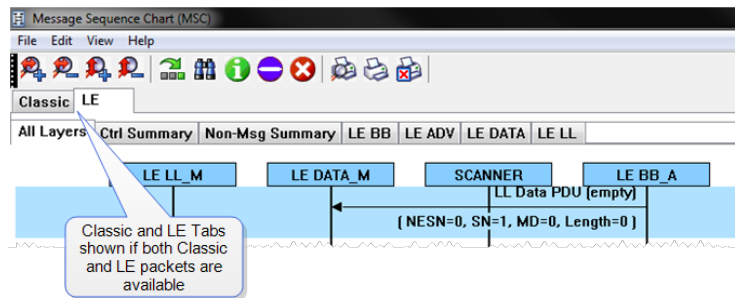 Message Sequence Chart (MSC)
File Edit View Help
Classic LE
All Layers Ctrl Summary Non-Msg Summary LE BB LE ADV LE DATA LE LL
LE LL_M LE DATA_M SCANNER LE BB_A
LL Data PDU (empty)
( NESN=0, SN=1, MD=0, Length=0 )
Classic and LE Tabs
shown if both Classic
and LE packets are
available